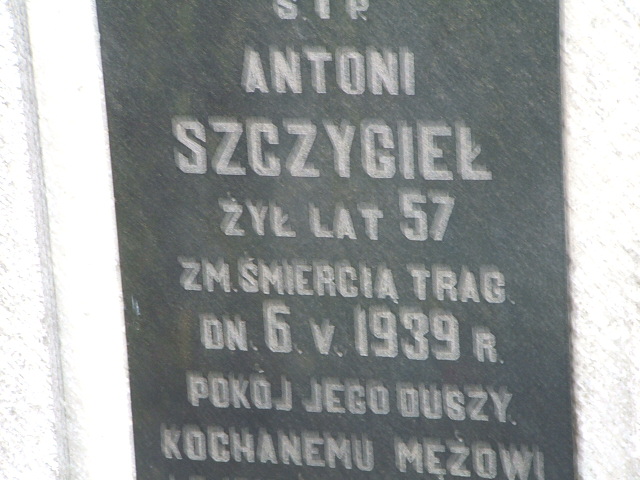 Ś. † P.
ANTONI
SZCZYGIEŁ
ŻYŁ LAT 57
ZM. ŚMIERCIĄ TRAG.
DN. 6. V. 1939 R.
POKÓJ JEGO DUSZY.
KOCHANEMU MĘŻOWI